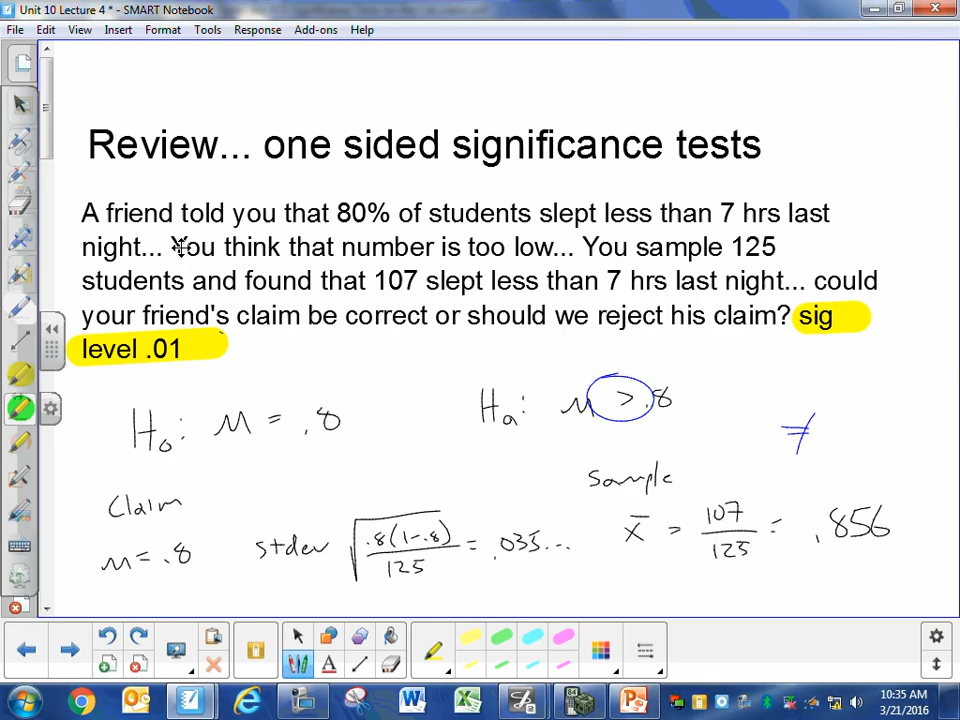 Unit 10 Lecture 4 * - SMART Notebook
File Edit View Insert Format Tools Response Add-ons Help
Review... one sided significance tests
A friend told you that 80% of students slept less than 7 hrs last
night... You think that number is too low... You sample 125
students and found that 107 slept less than 7 hrs last night... could
your friend's claim be correct or should we reject his claim? sig
level .01
H₀: μ = .8
Hₐ: μ > .8
≠
Claim
μ = .8
stdev √(.8(1-.8)/125) = .035...
sample
x̄ = 107/125 = .856
10:35 AM
3/21/2016